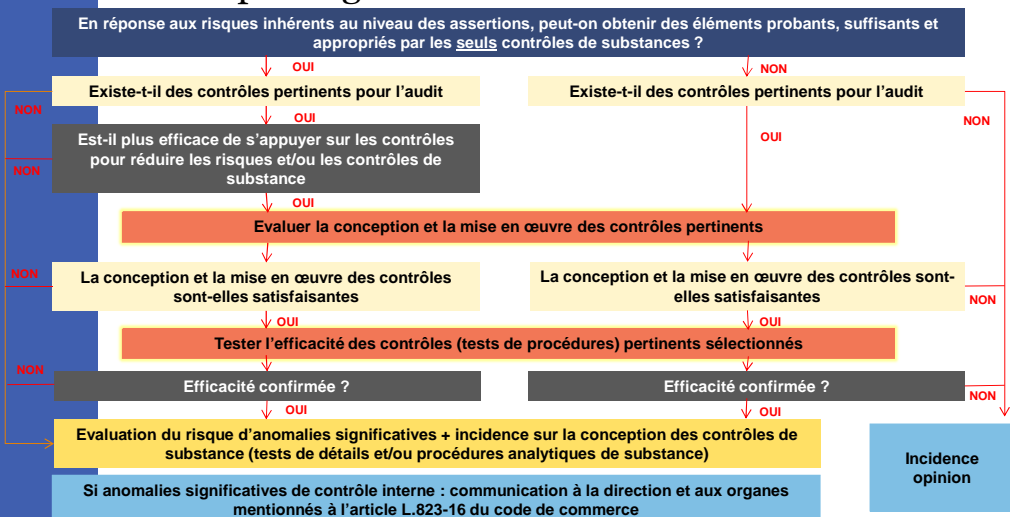 En réponse aux risques inhérents au niveau des assertions, peut-on obtenir des éléments probants, suffisants et
appropriés par les seuls contrôles de substances ?
OUI
NON
Existe-t-il des contrôles pertinents pour l'audit
Existe-t-il des contrôles pertinents pour l'audit
NON
OUI
NON
OUI
Est-il plus efficace de s'appuyer sur les contrôles
pour réduire les risques et/ou les contrôles de
substance
NON
OUI
Evaluer la conception et la mise en œuvre des contrôles pertinents
La conception et la mise en œuvre des contrôles
sont-elles satisfaisantes
La conception et la mise en œuvre des contrôles sont-
elles satisfaisantes
NON
NON
OUI
OUI
Tester l'efficacité des contrôles (tests de procédures) pertinents sélectionnés
NON
Efficacité confirmée ?
Efficacité confirmée ?
NON
OUI
OUI
Evaluation du risque d'anomalies significatives + incidence sur la conception des contrôles de
substance (tests de détails et/ou procédures analytiques de substance)
Incidence
opinion
Si anomalies significatives de contrôle interne : communication à la direction et aux organes
mentionnés à l'article L.823-16 du code de commerce